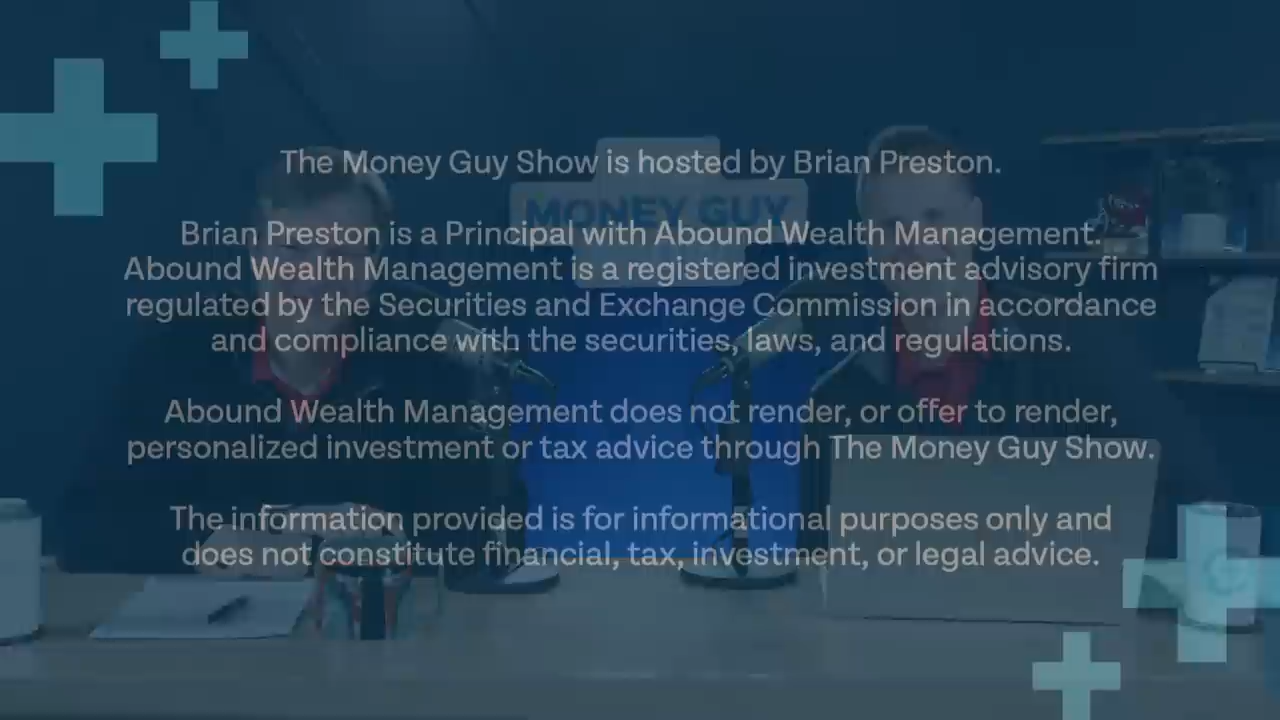 The Money Guy Show is hosted by Brian Preston.
MONEY GUY
Brian Preston is a Principal with Abound Wealth Management.
Abound Wealth Management is a registered investment advisory firm
regulated by the Securities and Exchange Commission in accordance
and compliance with the securities, laws, and regulations.
Abound Wealth Management does not render, or offer to render,
personalized investment or tax advice through The Money Guy Show.
The information provided is for informational purposes only and
does not constitute financial, tax, investment, or legal advice.